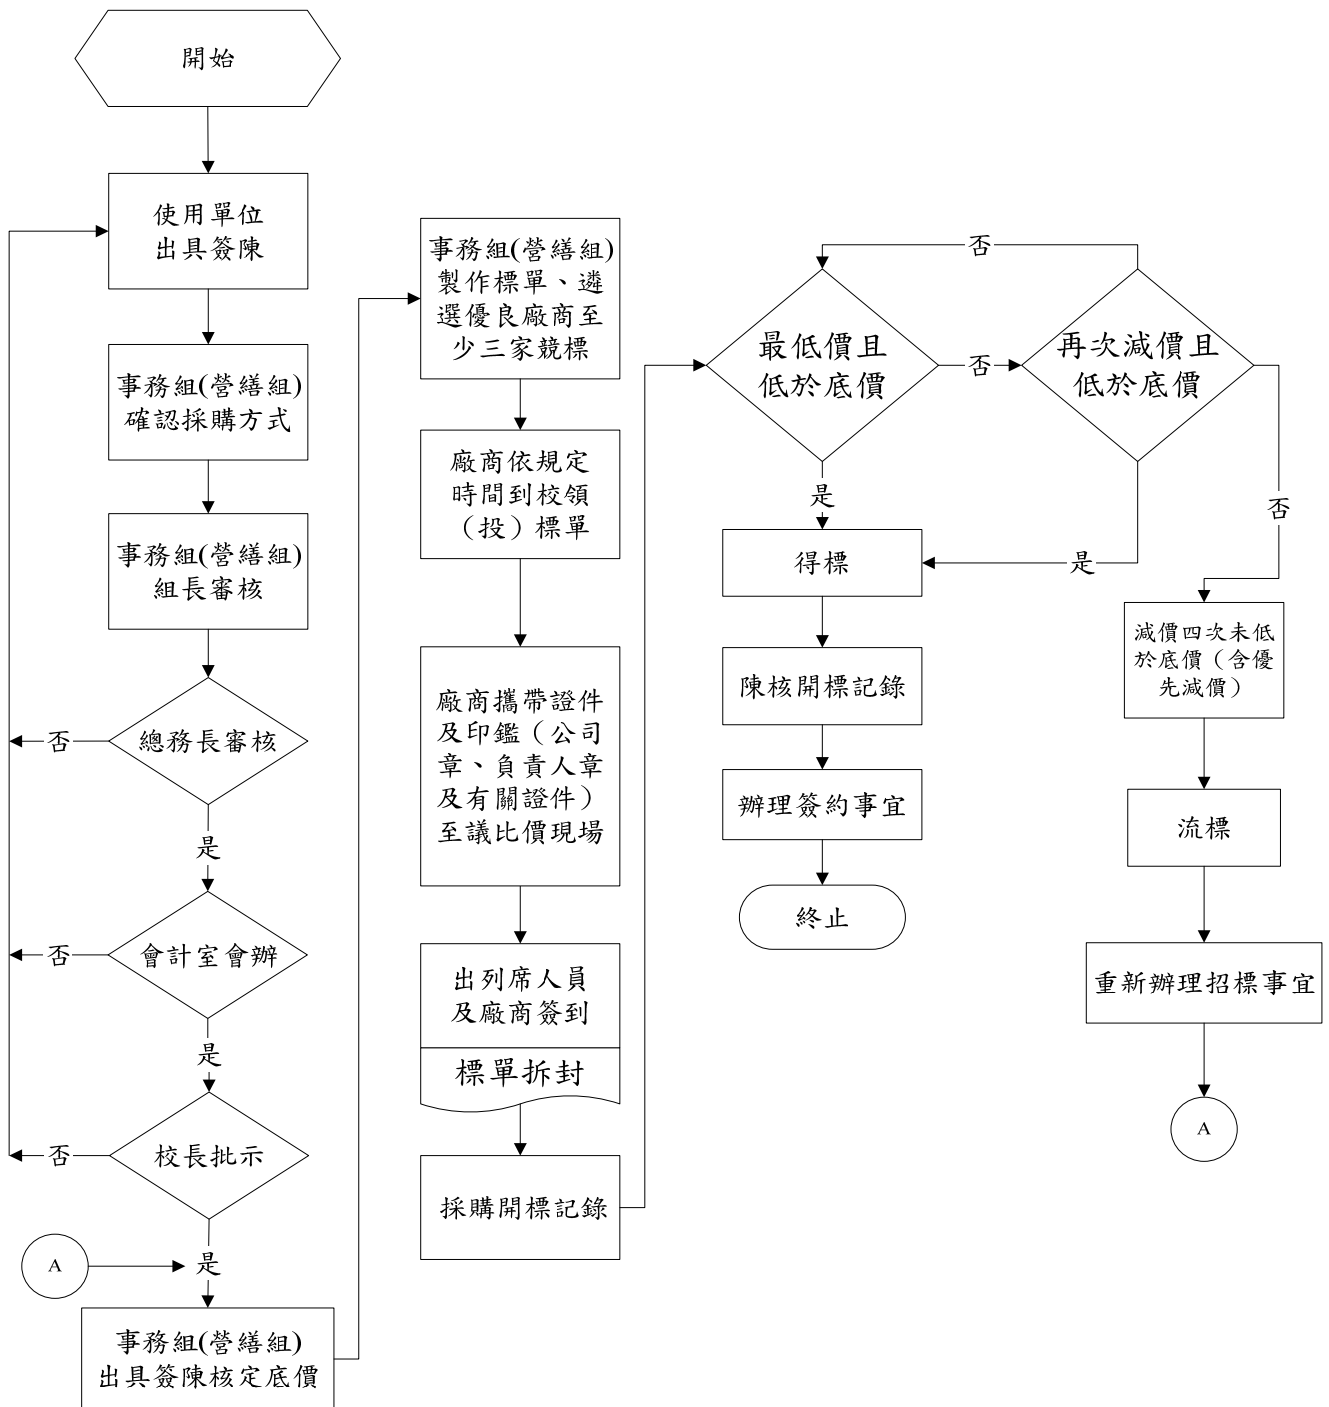 開始
使用單位
出具簽陳
事務組(營繕組)
確認採購方式
事務組(營繕組)
組長審核
總務長審核
否
是
會計室會辦
否
是
校長批示
否
是
A
事務組(營繕組)
出具簽陳核定底價
事務組(營繕組)
製作標單、遴
選優良廠商至
少三家競標
廠商依規定
時間到校領
（投）標單
廠商攜帶證件
及印鑑（公司
章、負責人章
及有關證件）
至議比價現場
出列席人員
及廠商簽到
標單拆封
採購開標記錄
最低價且
低於底價
否
否
是
再次減價且
低於底價
是
否
得標
陳核開標記錄
辦理簽約事宜
終止
減價四次未低
於底價（含優
先減價）
流標
重新辦理招標事宜
A